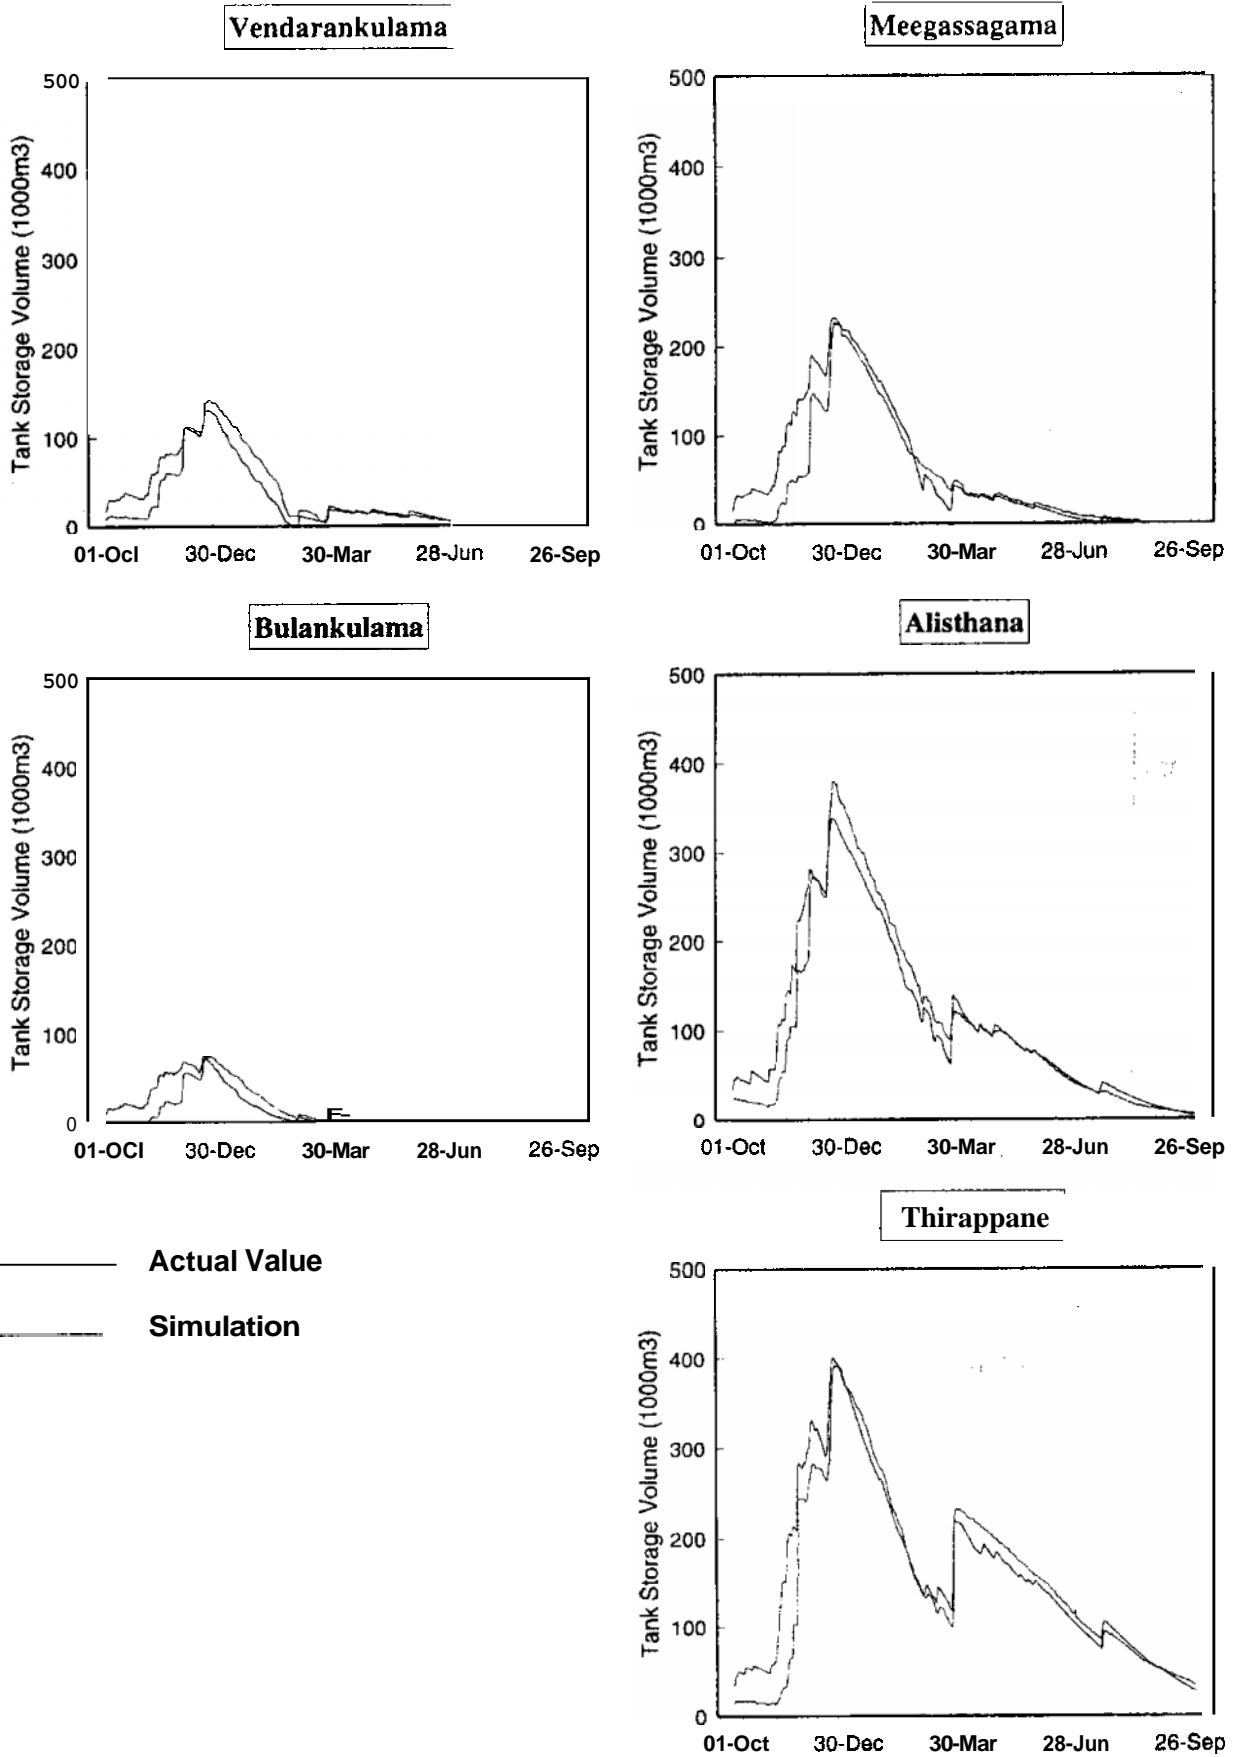 Vendarankulama
500
400
300
200
100
0
Tank Storage Volume (1000m3)
01-Ocl 30-Dec 30-Mar 28-Jun 26-Sep
Meegassagama
500
400
300
200
100
0
Tank Storage Volume (1000m3)
01-Oct 30-Dec 30-Mar 28-Jun 26-Sep
Bulankulama
500
400
300
200
100
0
Tank Storage Volume (1000m3)
01-OCl 30-Dec 30-Mar 28-Jun 26-Sep
Alisthana
500
400
300
200
100
0
Tank Storage Volume (1000m3)
01-Oct 30-Dec 30-Mar 28-Jun 26-Sep
Actual Value
Simulation
Thirappane
500
400
300
200
100
0
Tank Storage Volume (1000m3)
01-Oct 30-Dec 30-Mar 28-Jun 26-Sep